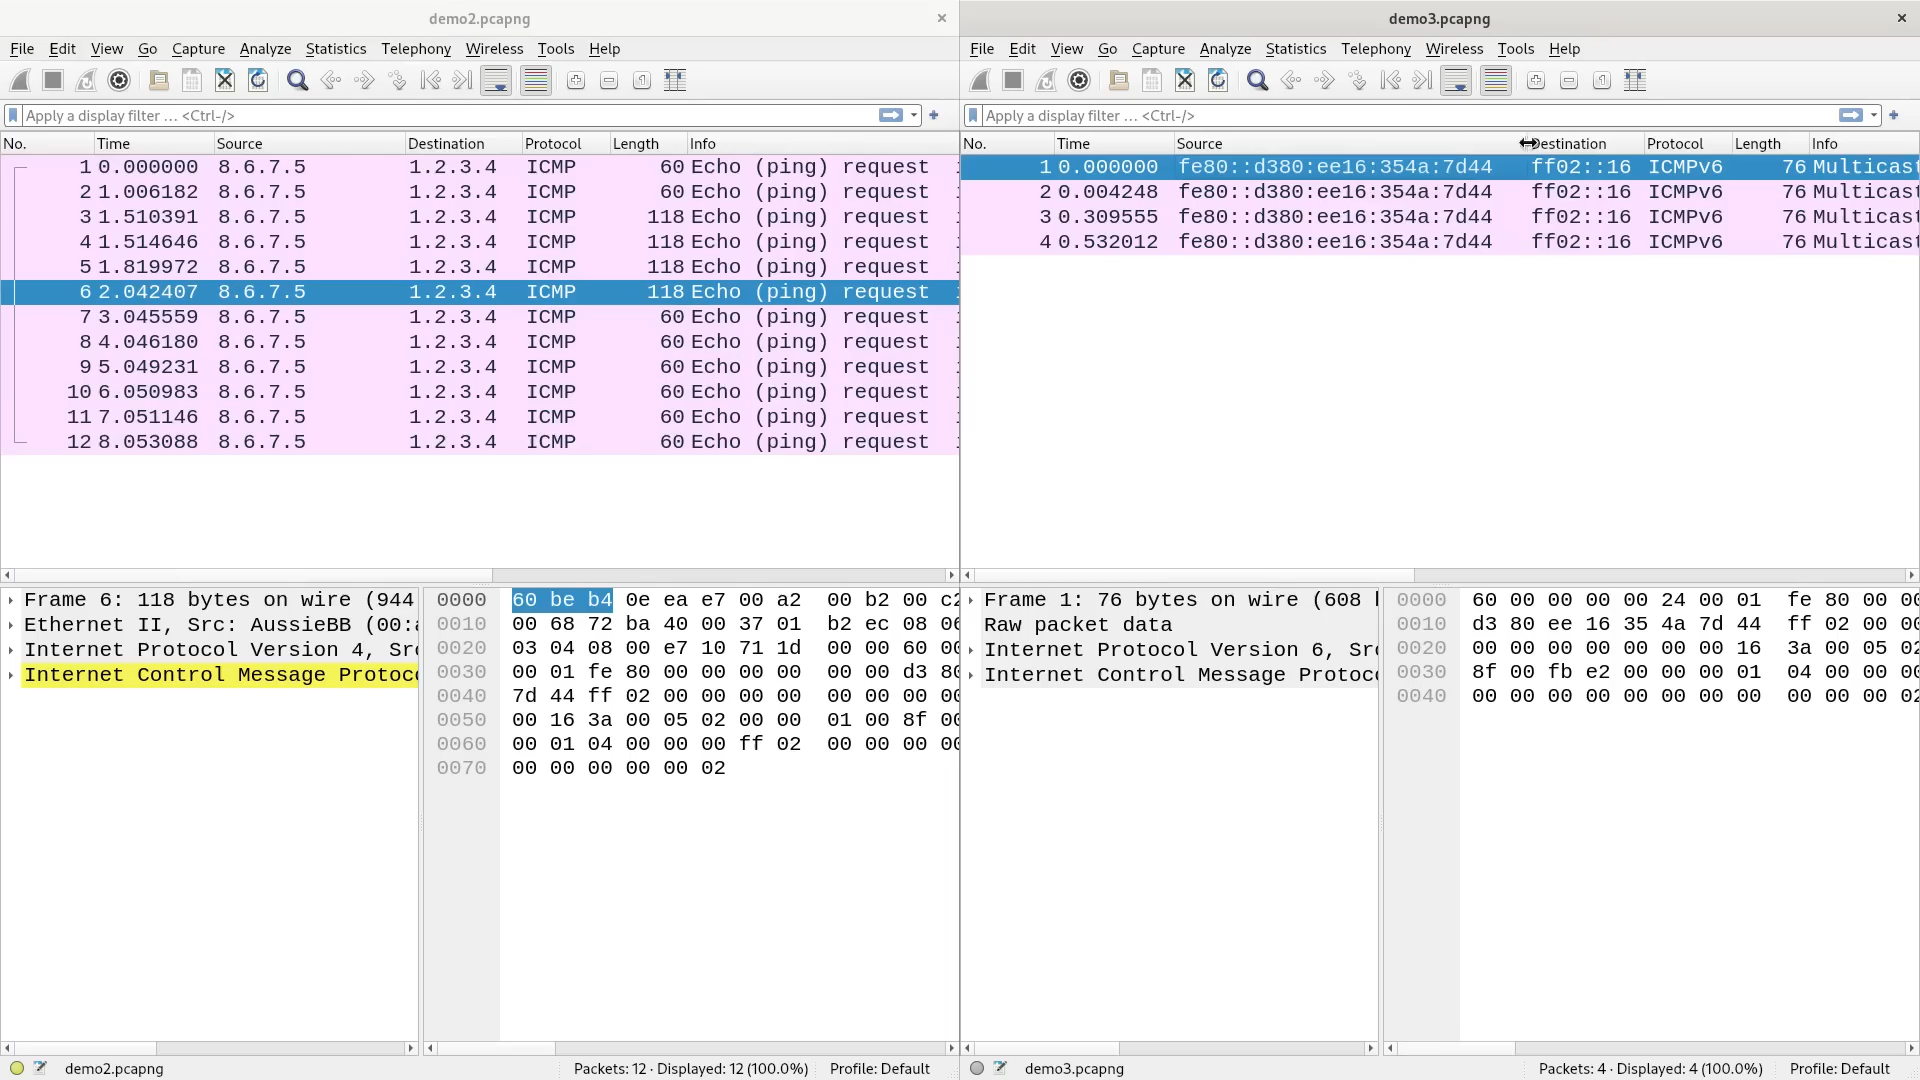 demo2.pcapng
File Edit View Go Capture Analyze Statistics Telephony Wireless Tools Help
Apply a display filter … <Ctrl-/>
No. Time Source Destination Protocol Length Info
1 0.000000 8.6.7.5 1.2.3.4 ICMP 60 Echo (ping) request
2 1.006182 8.6.7.5 1.2.3.4 ICMP 60 Echo (ping) request
3 1.510391 8.6.7.5 1.2.3.4 ICMP 118 Echo (ping) request
4 1.514646 8.6.7.5 1.2.3.4 ICMP 118 Echo (ping) request
5 1.819972 8.6.7.5 1.2.3.4 ICMP 118 Echo (ping) request
6 2.042407 8.6.7.5 1.2.3.4 ICMP 118 Echo (ping) request
7 3.045559 8.6.7.5 1.2.3.4 ICMP 60 Echo (ping) request
8 4.046180 8.6.7.5 1.2.3.4 ICMP 60 Echo (ping) request
9 5.049231 8.6.7.5 1.2.3.4 ICMP 60 Echo (ping) request
10 6.050983 8.6.7.5 1.2.3.4 ICMP 60 Echo (ping) request
11 7.051146 8.6.7.5 1.2.3.4 ICMP 60 Echo (ping) request
12 8.053088 8.6.7.5 1.2.3.4 ICMP 60 Echo (ping) request
Frame 6: 118 bytes on wire (944
Ethernet II, Src: AussieBB (00:
Internet Protocol Version 4, Src
Internet Control Message Protoc
0000 60 be b4 0e ea e7 00 a2 00 b2 00 c2
0010 00 68 72 ba 40 00 37 01 b2 ec 08 06
0020 03 04 08 00 e7 10 71 1d 00 00 60 00
0030 00 01 fe 80 00 00 00 00 00 00 d3 80
0040 7d 44 ff 02 00 00 00 00 00 00 00 00
0050 00 16 3a 00 05 02 00 00 01 00 8f 00
0060 00 01 04 00 00 00 ff 02 00 00 00 00
0070 00 00 00 00 00 02
demo2.pcapng Packets: 12 · Displayed: 12 (100.0%) Profile: Default
demo3.pcapng
File Edit View Go Capture Analyze Statistics Telephony Wireless Tools Help
Apply a display filter … <Ctrl-/>
No. Time Source Destination Protocol Length Info
1 0.000000 fe80::d380:ee16:354a:7d44 ff02::16 ICMPv6 76 Multicast
2 0.004248 fe80::d380:ee16:354a:7d44 ff02::16 ICMPv6 76 Multicast
3 0.309555 fe80::d380:ee16:354a:7d44 ff02::16 ICMPv6 76 Multicast
4 0.532012 fe80::d380:ee16:354a:7d44 ff02::16 ICMPv6 76 Multicast
Frame 1: 76 bytes on wire (608
Raw packet data
Internet Protocol Version 6, Src
Internet Control Message Protoc
0000 60 00 00 00 00 24 00 01 fe 80 00 00
0010 d3 80 ee 16 35 4a 7d 44 ff 02 00 00
0020 00 00 00 00 00 00 00 16 3a 00 05 02
0030 8f 00 fb e2 00 00 00 01 04 00 00 00
0040 00 00 00 00 00 00 00 00 00 00 00 02
demo3.pcapng Packets: 4 · Displayed: 4 (100.0%) Profile: Default